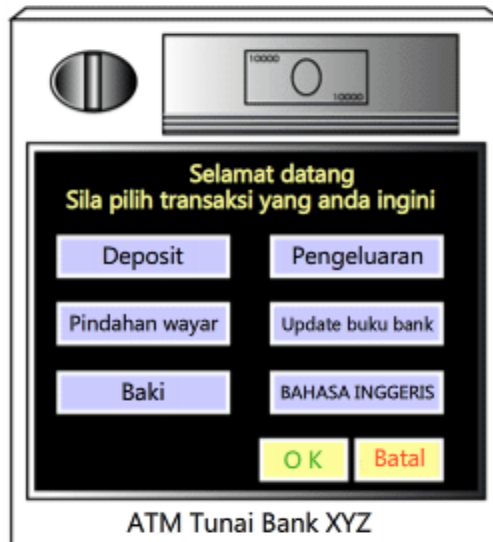 10000
10000
Selamat datang
Sila pilih transaksi yang anda ingini
Deposit
Pengeluaran
Pindahan wayar
Update buku bank
Baki
BAHASA INGGERIS
O K
Batal
ATM Tunai Bank XYZ